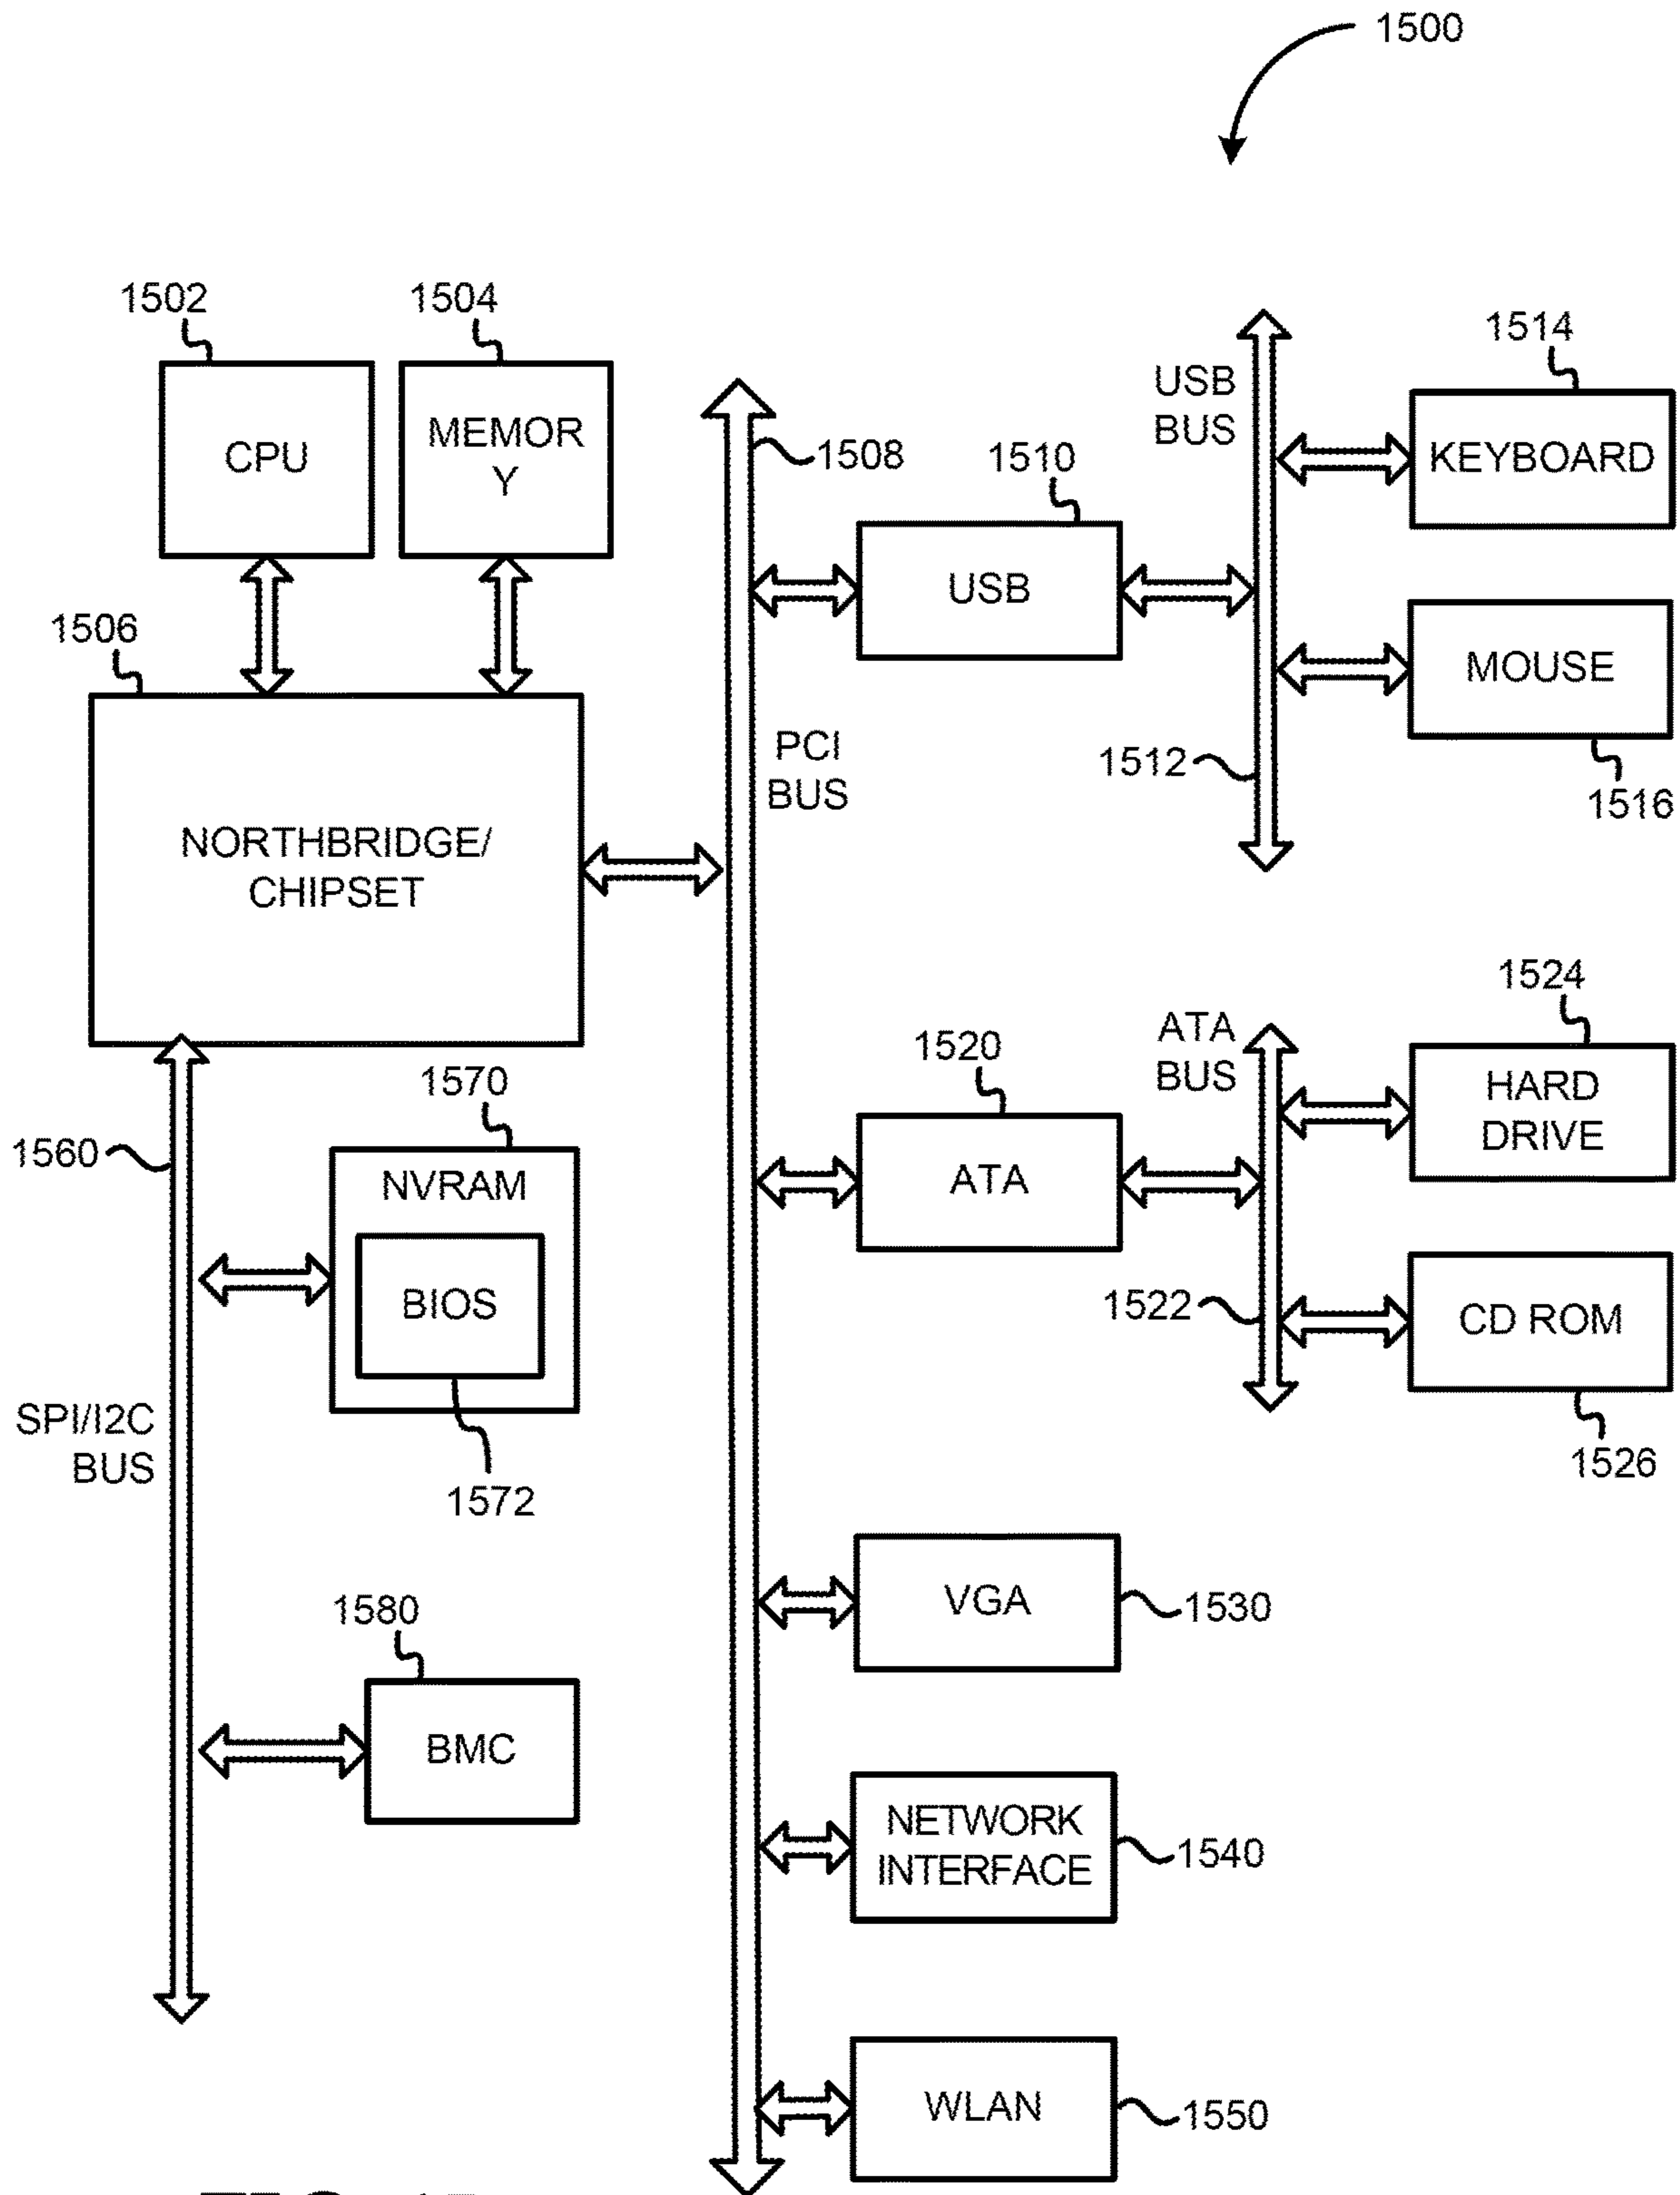 1500
1502
1504
CPU
MEMOR
Y
1506
NORTHBRIDGE/
CHIPSET
1508
PCI
BUS
1510
USB
USB
BUS
1512
1514
KEYBOARD
MOUSE
1516
1520
ATA
ATA
BUS
1522
1524
HARD
DRIVE
CD ROM
1526
1560
SPI/I2C
BUS
1570
NVRAM
BIOS
1572
1580
BMC
VGA
1530
NETWORK
INTERFACE
1540
WLAN
1550